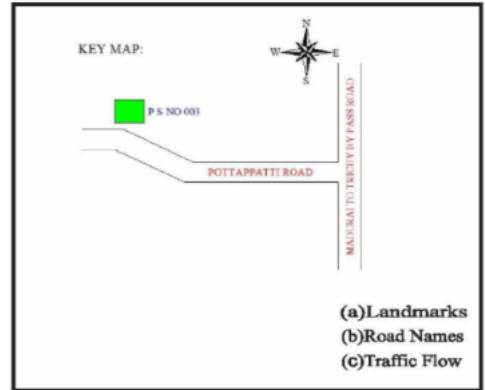 N
KEY MAP:
W E
S
P S NO 003
POTTAPPATTI ROAD
MADURAI TO TRICHY BY PASS ROAD
(a)Landmarks
(b)Road Names
(c)Traffic Flow